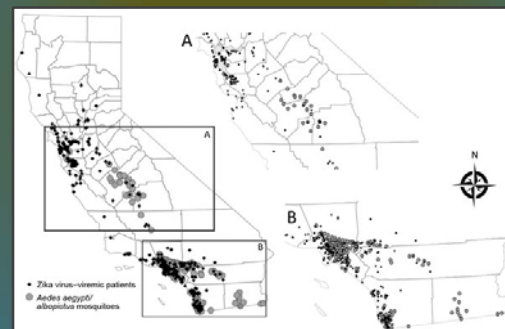 A
N
A
B
B
Zika virus–viremic patients
Aedes aegypti/
albopictus mosquitoes